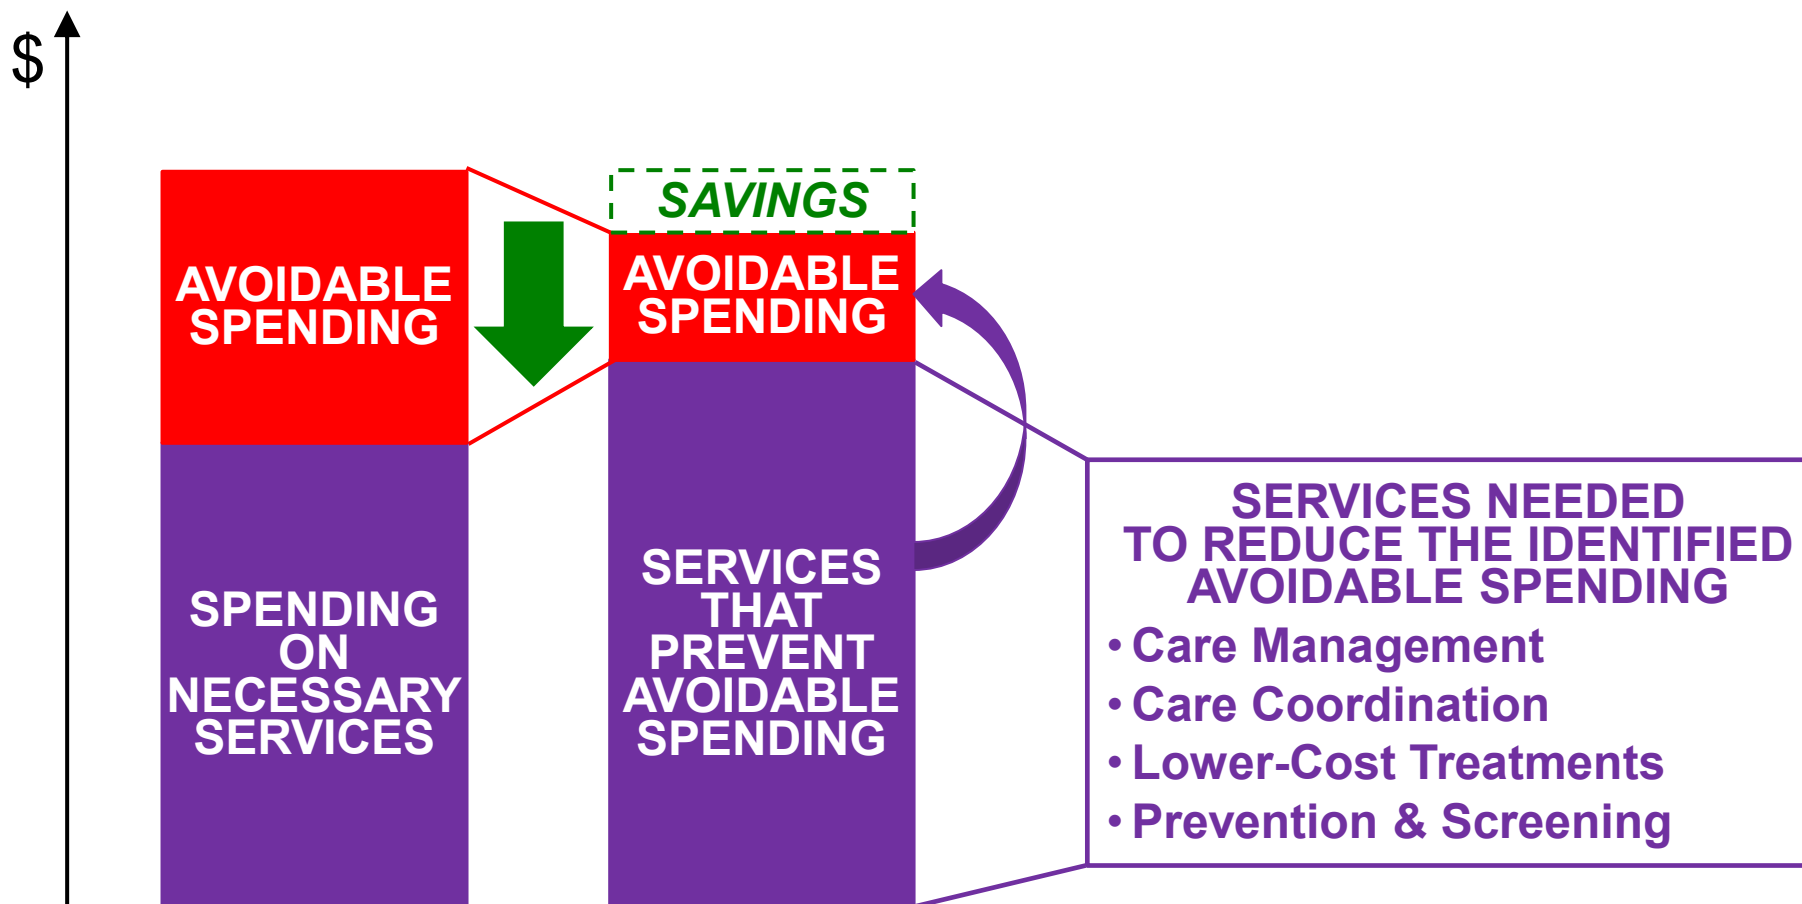 $
AVOIDABLE
SPENDING
SPENDING
ON
NECESSARY
SERVICES
SAVINGS
AVOIDABLE
SPENDING
SERVICES
THAT
PREVENT
AVOIDABLE
SPENDING
SERVICES NEEDED
TO REDUCE THE IDENTIFIED
AVOIDABLE SPENDING
• Care Management
• Care Coordination
• Lower-Cost Treatments
• Prevention & Screening